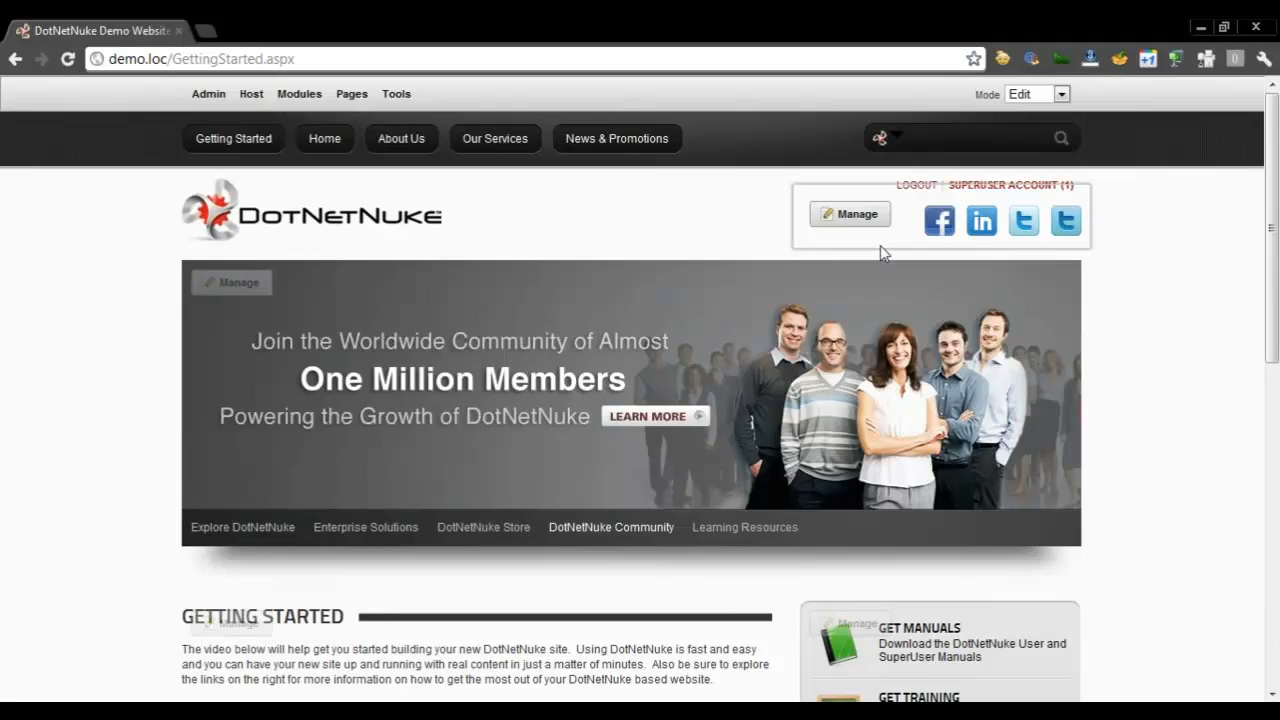 DotNetNuke Demo Website
demo.loc/GettingStarted.aspx
+1
0
Admin Host Modules Pages Tools
Mode Edit
Getting Started Home About Us Our Services News & Promotions
LOGOUT | SUPERUSER ACCOUNT (1)
DOTNETNUKE
Manage
Manage
Join the Worldwide Community of Almost
One Million Members
Powering the Growth of DotNetNuke LEARN MORE
Explore DotNetNuke Enterprise Solutions DotNetNuke Store DotNetNuke Community Learning Resources
GETTING STARTED
Manage
The video below will help get you started building your new DotNetNuke site. Using DotNetNuke is fast and easy
and you can have your new site up and running with real content in just a matter of minutes. Also be sure to explore
the links on the right for more information on how to get the most out of your DotNetNuke based website.
Manage
GET MANUALS
Download the DotNetNuke User and
SuperUser Manuals
GET TRAINING